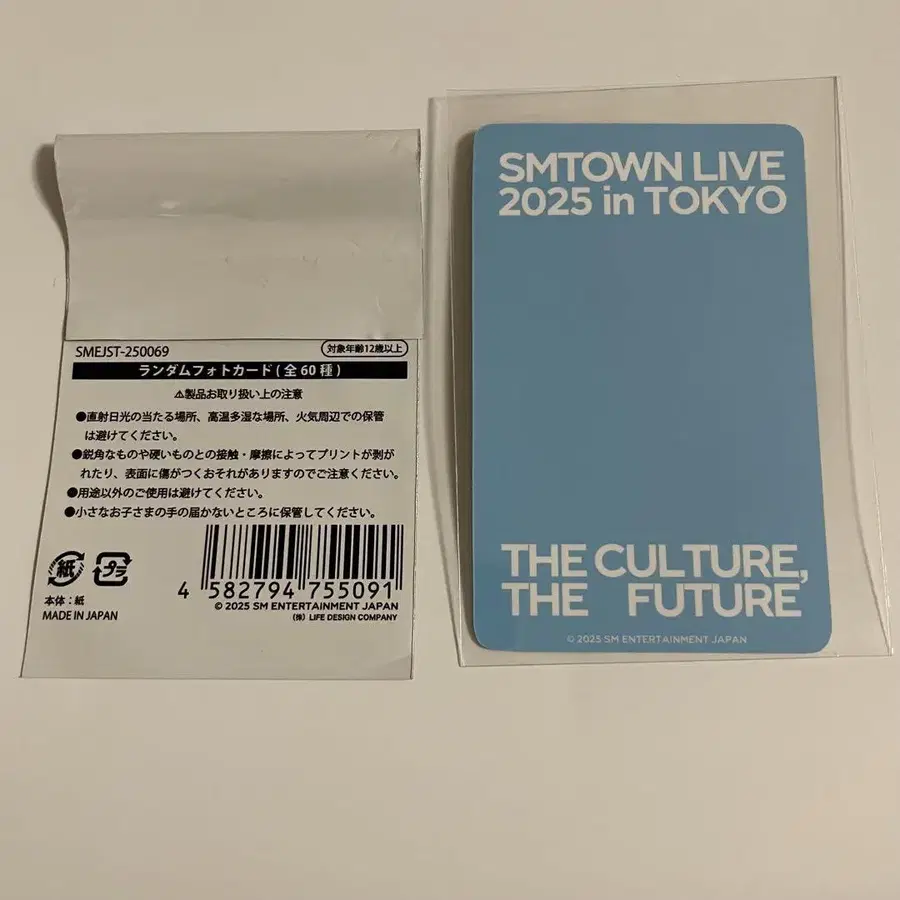 SMEJST-250069
対象年齢12歳以上
ランダムフォトカード(全60種)
⚠製品お取り扱い上の注意
●直射日光の当たる場所、高温多湿な場所、火気周辺での保管
は避けてください。
●鋭角なものや硬いものとの接触・摩擦によってプリントが剥が
れたり、表面に傷がつくおそれがありますのでご注意ください。
●用途以外のご使用は避けてください。
●小さなお子さまの手の届かないところに保管してください。
紙
プラ
本体：紙
MADE IN JAPAN
4 582794 755091
© 2025 SM ENTERTAINMENT JAPAN
(株) LIFE DESIGN COMPANY
SMTOWN LIVE
2025 in TOKYO
THE CULTURE,
THE FUTURE
© 2025 SM ENTERTAINMENT JAPAN